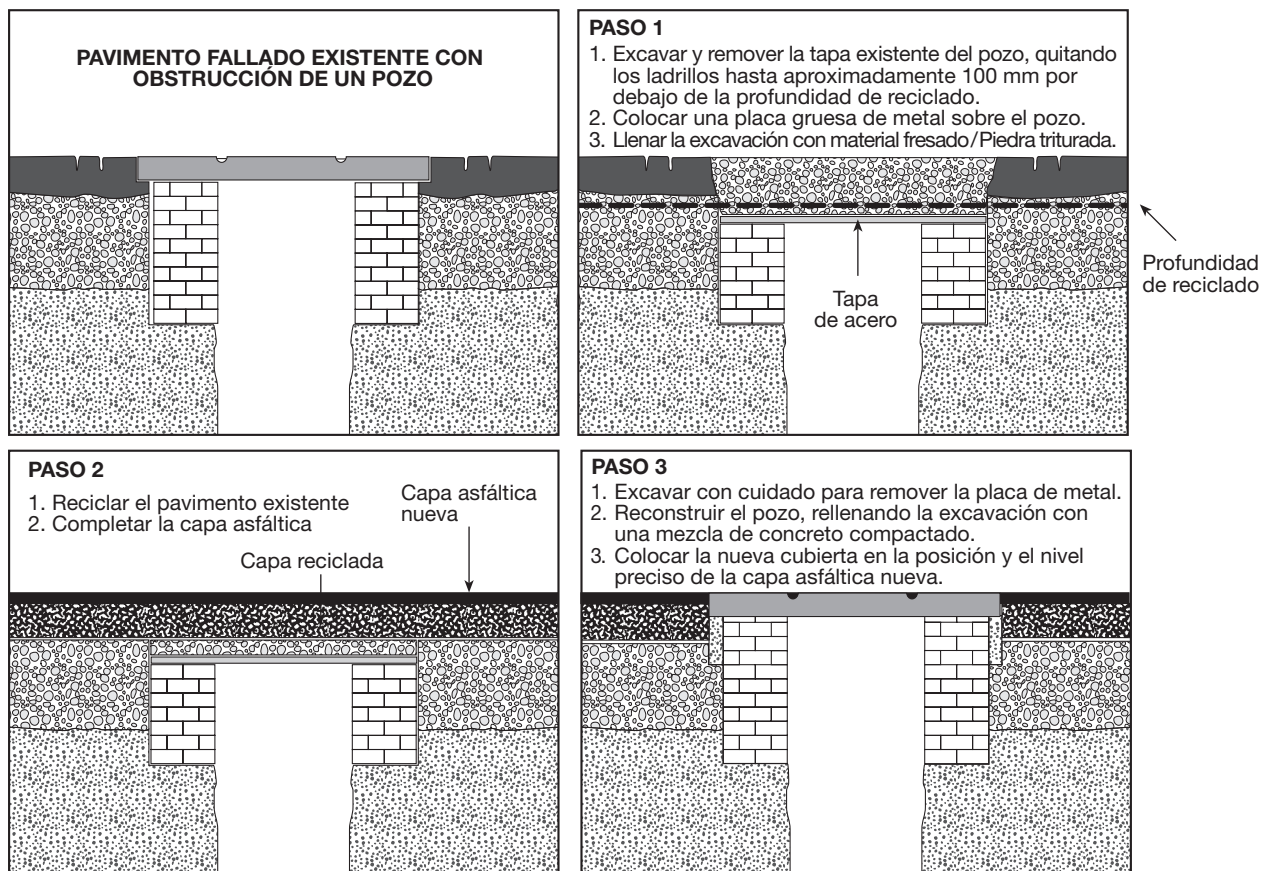 PAVIMENTO FALLADO EXISTENTE CON
OBSTRUCCIÓN DE UN POZO
PASO 1
1. Excavar y remover la tapa existente del pozo, quitando
los ladrillos hasta aproximadamente 100 mm por
debajo de la profundidad de reciclado.
2. Colocar una placa gruesa de metal sobre el pozo.
3. Llenar la excavación con material fresado/Piedra triturada.
Profundidad
de reciclado
Tapa
de acero
PASO 2
1. Reciclar el pavimento existente
2. Completar la capa asfáltica
Capa asfáltica
nueva
Capa reciclada
PASO 3
1. Excavar con cuidado para remover la placa de metal.
2. Reconstruir el pozo, rellenando la excavación con
una mezcla de concreto compactado.
3. Colocar la nueva cubierta en la posición y el nivel
preciso de la capa asfáltica nueva.